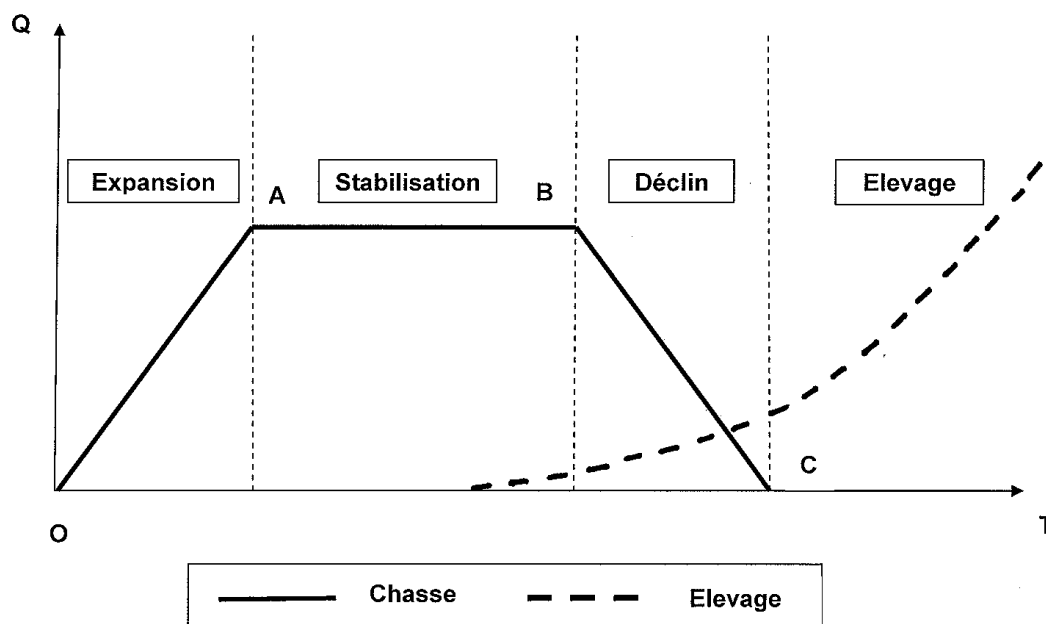 Q
Expansion
Stabilisation
Déclin
Elevage
A
B
C
O
T
Chasse
Elevage